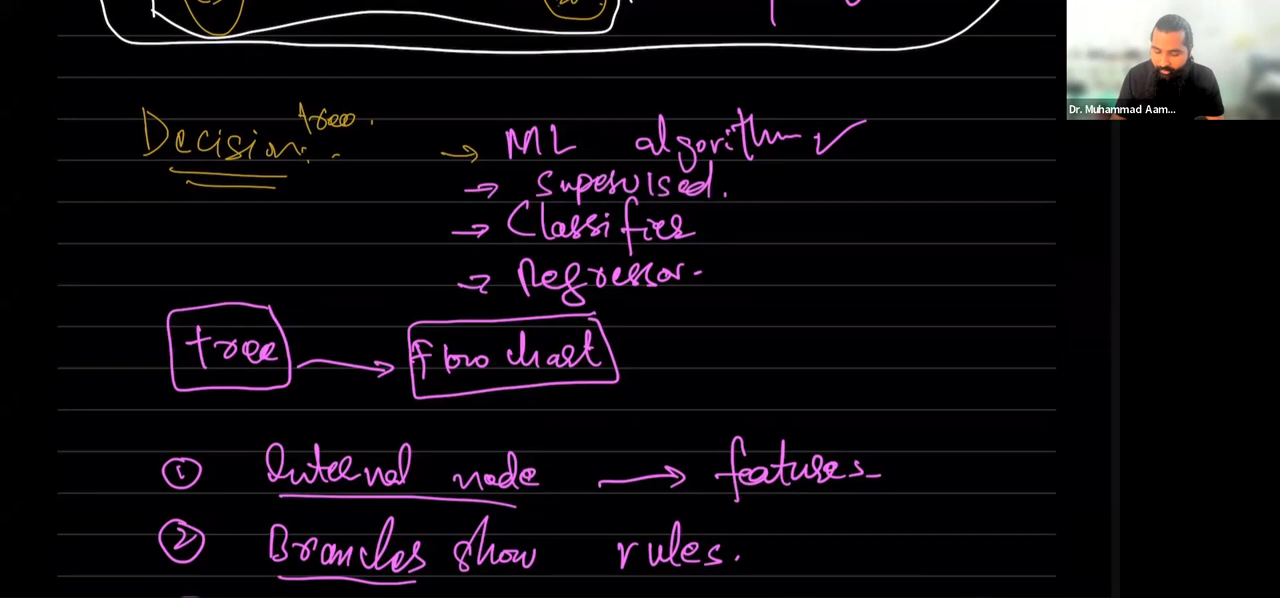 Dr. Muhammad Aam...
Decision tree.
→ ML algorithm ✓
→ Supervised.
→ Classifier
→ Regressor.
tree → flow chart
① Internal node → features
② Branches show rules.